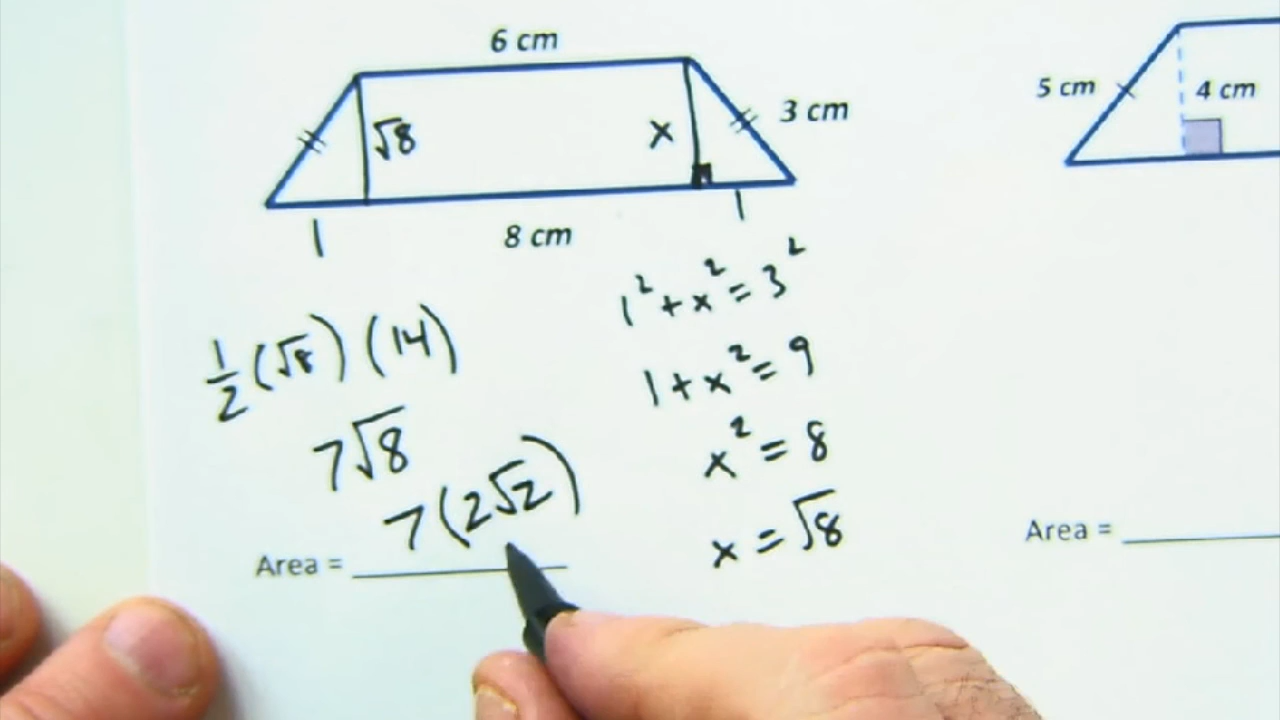 6 cm
5 cm
4 cm
√8
x
3 cm
1
8 cm
1
1² + x² = 3²
½(√8)(14)
1 + x² = 9
7√8
x² = 8
7(2√2)
x = √8
Area =
Area =